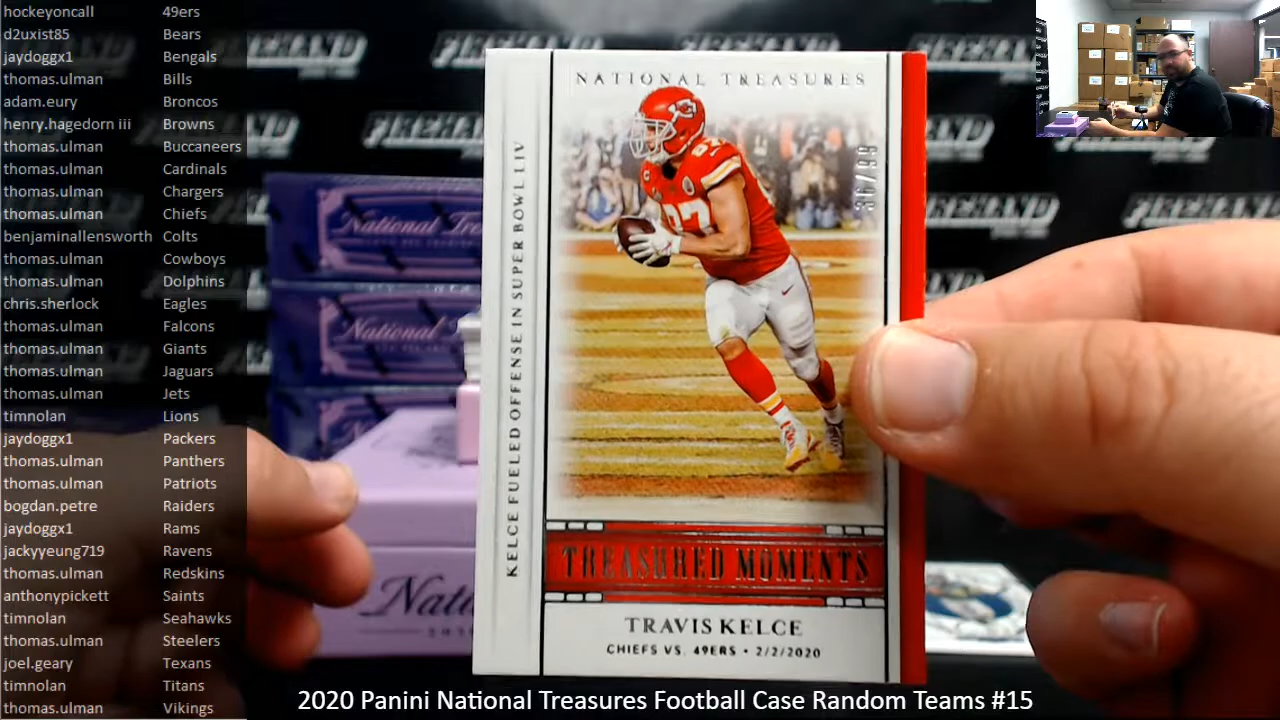 hockeyoncall 49ers
d2uxist85 Bears
jaydoggx1 Bengals
thomas.ulman Bills
adam.eury Broncos
henry.hagedorn iii Browns
thomas.ulman Buccaneers
thomas.ulman Cardinals
thomas.ulman Chargers
thomas.ulman Chiefs
benjaminallensworth Colts
thomas.ulman Cowboys
thomas.ulman Dolphins
chris.sherlock Eagles
thomas.ulman Falcons
thomas.ulman Giants
thomas.ulman Jaguars
thomas.ulman Jets
timnolan Lions
jaydoggx1 Packers
thomas.ulman Panthers
thomas.ulman Patriots
bogdan.petre Raiders
jaydoggx1 Rams
jackyyeung719 Ravens
thomas.ulman Redskins
anthonypickett Saints
timnolan Seahawks
thomas.ulman Steelers
joel.geary Texans
timnolan Titans
thomas.ulman Vikings
NATIONAL TREASURES
KELCE FUELED OFFENSE IN SUPER BOWL LIV
87
TREASURED MOMENTS
TRAVIS KELCE
CHIEFS VS. 49ERS • 2/2/2020
National
National
2020 Panini National Treasures Football Case Random Teams #15